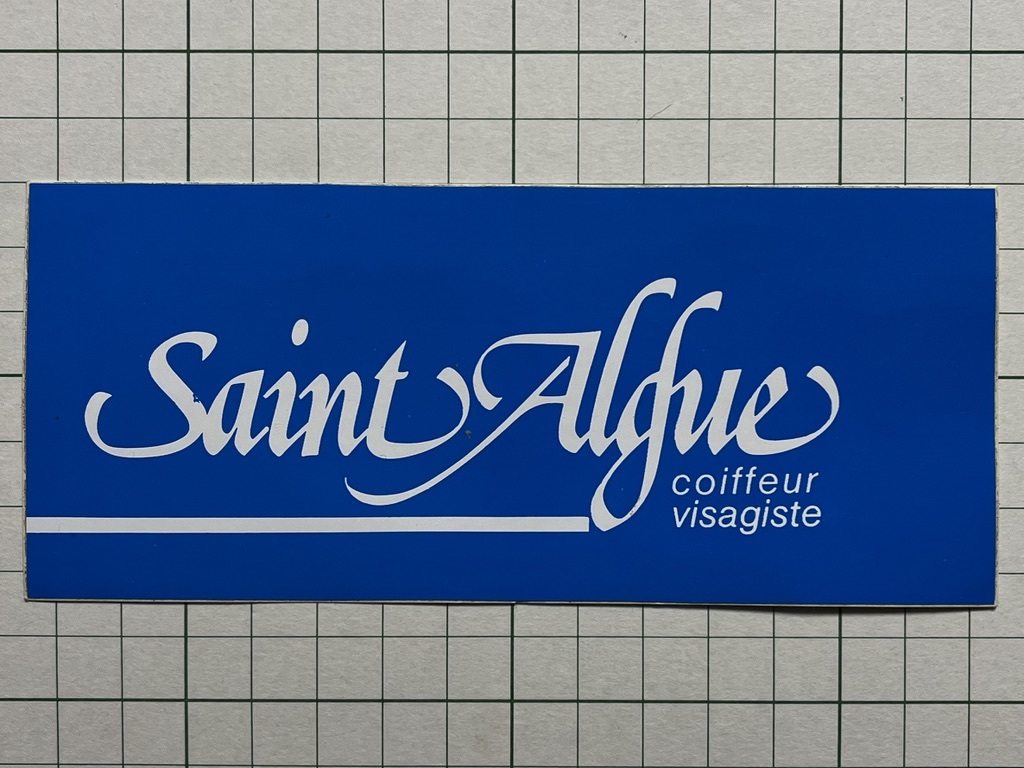 Saint Algue
coiffeur
visagiste